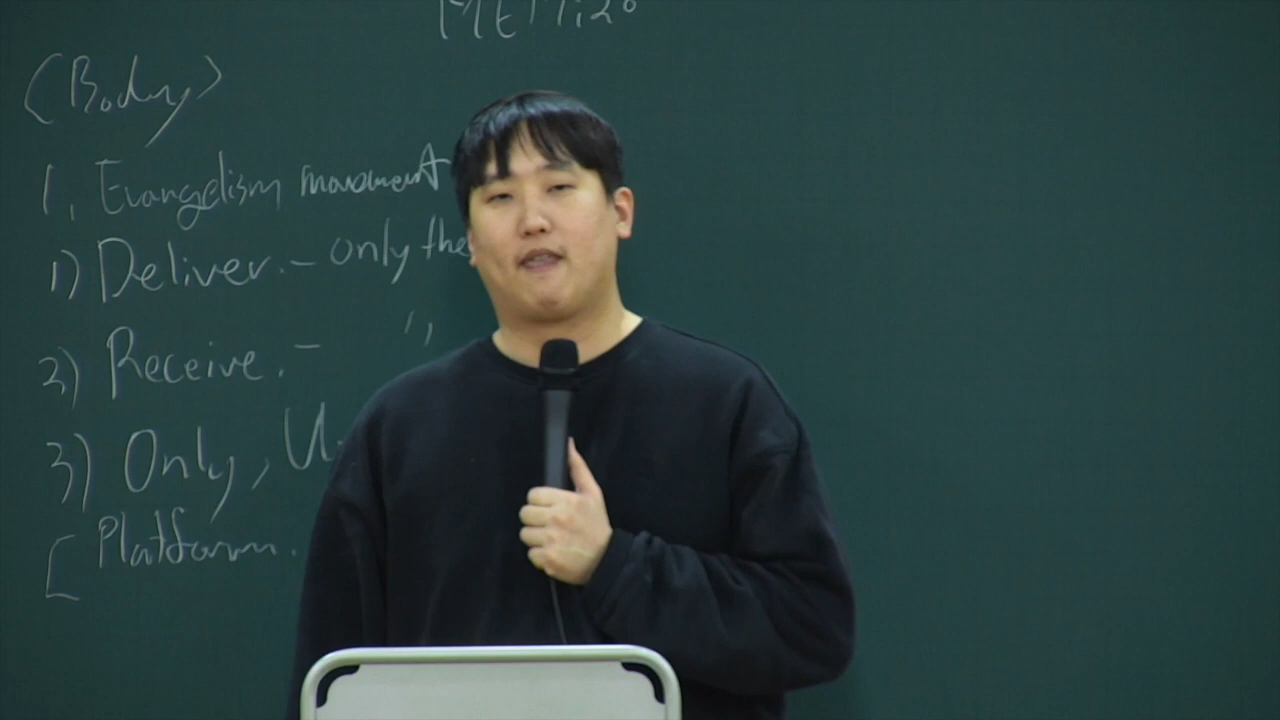 <Body>
1, Evangelism movement
1) Deliver. - only the
2) Receive. - "
3) Only, U.
[ Platform.